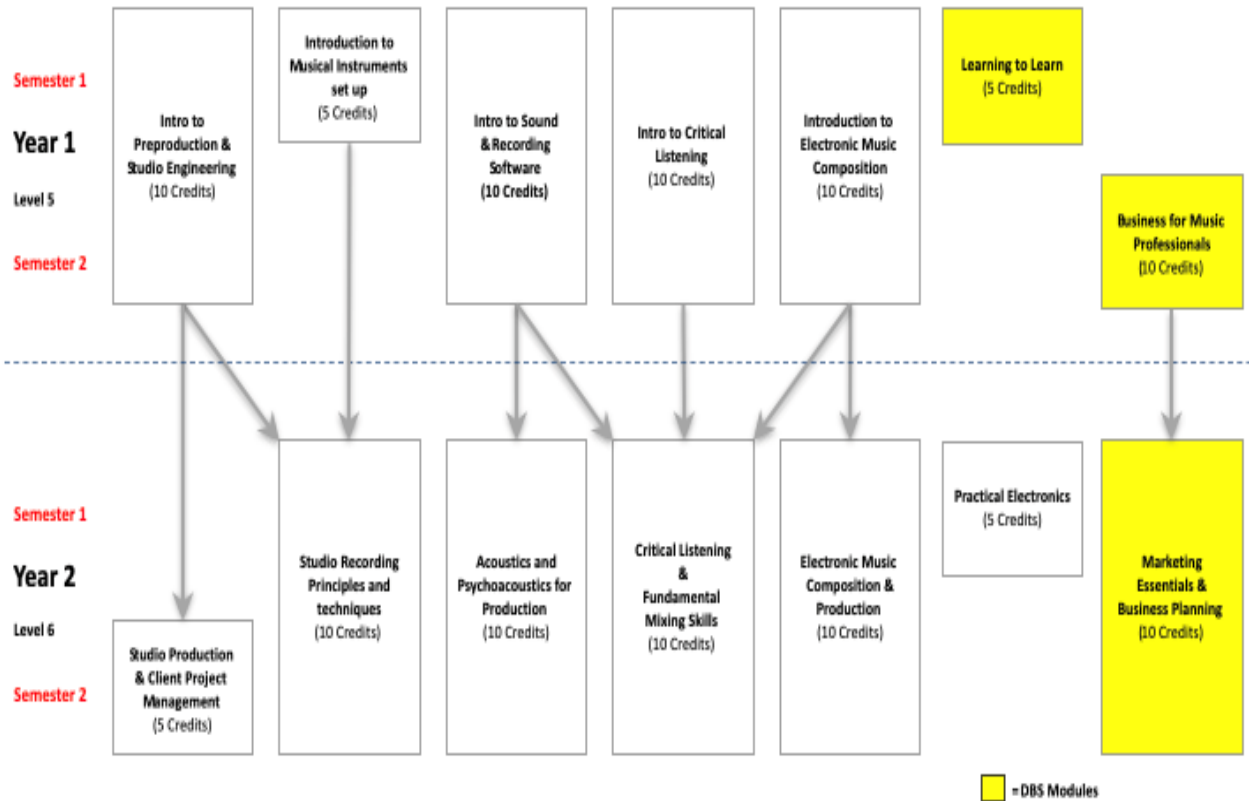 Semester 1
Year 1
Level 5
Semester 2
Intro to
Preproduction &
Studio Engineering
(10 Credits)
Introduction to
Musical Instruments
set up
(5 Credits)
Intro to Sound
& Recording
Software
(10 Credits)
Intro to Critical
Listening
(10 Credits)
Introduction to
Electronic Music
Composition
(10 Credits)
Learning to Learn
(5 Credits)
Business for Music
Professionals
(10 Credits)
Semester 1
Year 2
Level 6
Semester 2
Studio Production
& Client Project
Management
(5 Credits)
Studio Recording
Principles and
techniques
(10 Credits)
Acoustics and
Psychoacoustics for
Production
(10 Credits)
Critical Listening
&
Fundamental
Mixing Skills
(10 Credits)
Electronic Music
Composition &
Production
(10 Credits)
Practical Electronics
(5 Credits)
Marketing
Essentials &
Business Planning
(10 Credits)
= DBS Modules